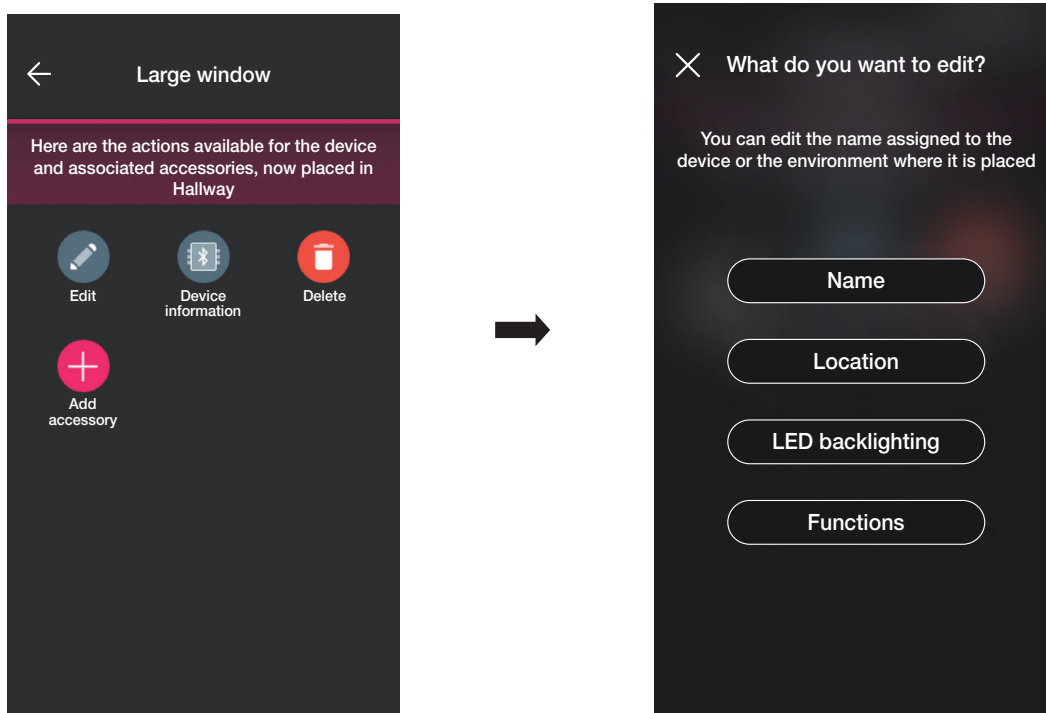 Large window
Here are the actions available for the device
and associated accessories, now placed in
Hallway
Edit
Device
information
Delete
Add
accessory
What do you want to edit?
You can edit the name assigned to the
device or the environment where it is placed
Name
Location
LED backlighting
Functions